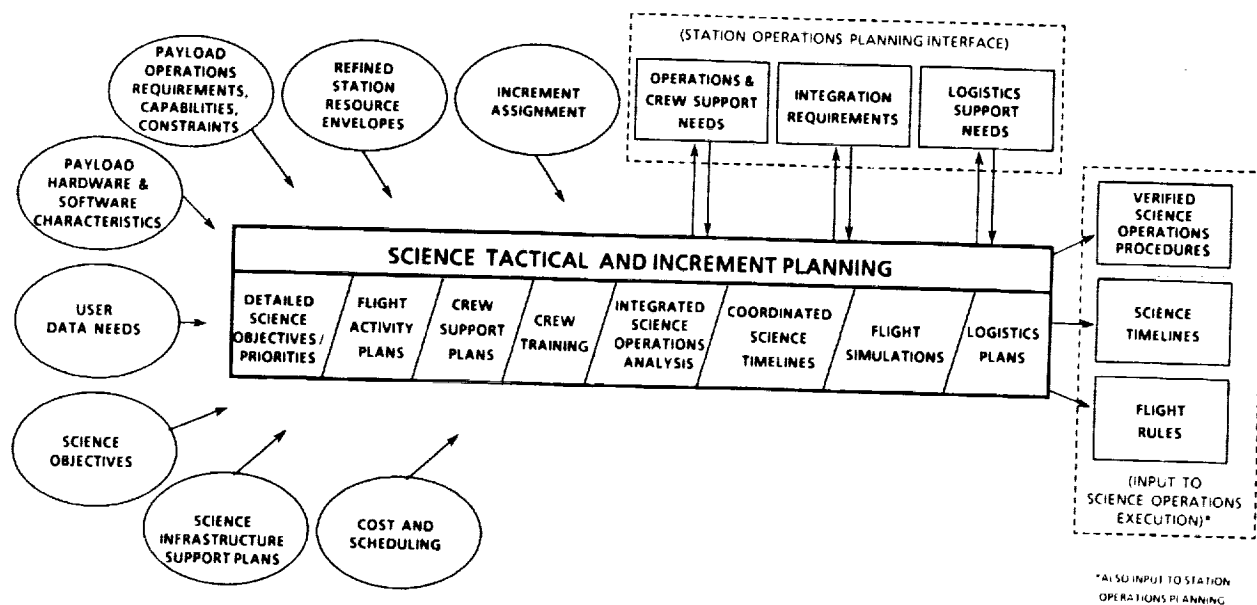 PAYLOAD
OPERATIONS
REQUIREMENTS,
CAPABILITIES,
CONSTRAINTS
REFINED
STATION
RESOURCE
ENVELOPES
INCREMENT
ASSIGNMENT
(STATION OPERATIONS PLANNING INTERFACE)
OPERATIONS &
CREW SUPPORT
NEEDS
INTEGRATION
REQUIREMENTS
LOGISTICS
SUPPORT
NEEDS
PAYLOAD
HARDWARE &
SOFTWARE
CHARACTERISTICS
USER
DATA NEEDS
SCIENCE
OBJECTIVES
SCIENCE
INFRASTRUCTURE
SUPPORT PLANS
COST AND
SCHEDULING
SCIENCE TACTICAL AND INCREMENT PLANNING
DETAILED
SCIENCE
OBJECTIVES/
PRIORITIES
FLIGHT
ACTIVITY
PLANS
CREW
SUPPORT
PLANS
CREW
TRAINING
INTEGRATED
SCIENCE
OPERATIONS
ANALYSIS
COORDINATED
SCIENCE
TIMELINES
FLIGHT
SIMULATIONS
LOGISTICS
PLANS
VERIFIED
SCIENCE
OPERATIONS
PROCEDURES
SCIENCE
TIMELINES
FLIGHT
RULES
(INPUT TO
SCIENCE OPERATIONS
EXECUTION)*
*ALSO INPUT TO STATION
OPERATIONS PLANNING